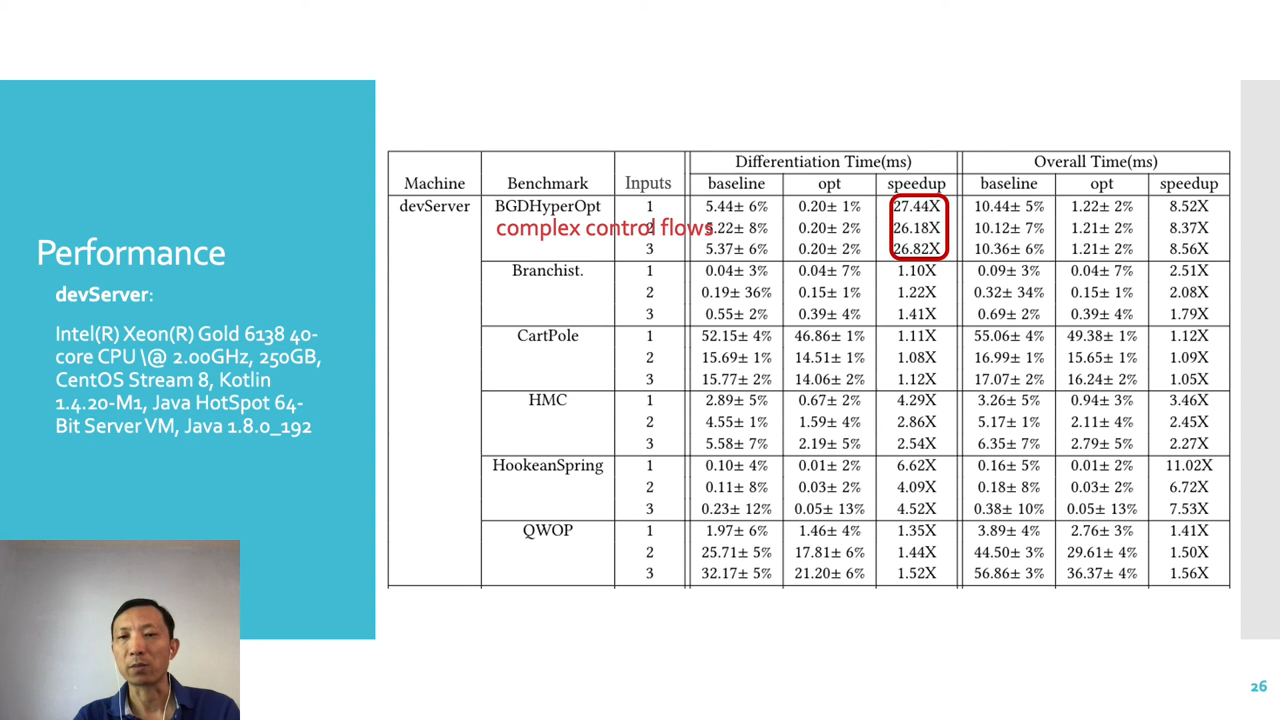 Performance
devServer:
Intel(R) Xeon(R) Gold 6138 40-
core CPU \@ 2.00GHz, 250GB,
CentOS Stream 8, Kotlin
1.4.20-M1, Java HotSpot 64-
Bit Server VM, Java 1.8.0_192
Differentiation Time(ms) Overall Time(ms)
Machine Benchmark Inputs baseline opt speedup baseline opt speedup
devServer BGDHyperOpt 1 5.44± 6% 0.20± 1% 27.44X 10.44± 5% 1.22± 2% 8.52X
complex control flows
2 5.22± 8% 0.20± 2% 26.18X 10.12± 7% 1.21± 2% 8.37X
3 5.37± 6% 0.20± 2% 26.82X 10.36± 6% 1.21± 2% 8.56X
Branchist. 1 0.04± 3% 0.04± 7% 1.10X 0.09± 3% 0.04± 7% 2.51X
2 0.19± 36% 0.15± 1% 1.22X 0.32± 34% 0.15± 1% 2.08X
3 0.55± 2% 0.39± 4% 1.41X 0.69± 2% 0.39± 4% 1.79X
CartPole 1 52.15± 4% 46.86± 1% 1.11X 55.06± 4% 49.38± 1% 1.12X
2 15.69± 1% 14.51± 1% 1.08X 16.99± 1% 15.65± 1% 1.09X
3 15.77± 2% 14.06± 2% 1.12X 17.07± 2% 16.24± 2% 1.05X
HMC 1 2.89± 5% 0.67± 2% 4.29X 3.26± 5% 0.94± 3% 3.46X
2 4.55± 1% 1.59± 4% 2.86X 5.17± 1% 2.11± 4% 2.45X
3 5.58± 7% 2.19± 5% 2.54X 6.35± 7% 2.79± 5% 2.27X
HookeanSpring 1 0.10± 4% 0.01± 2% 6.62X 0.16± 5% 0.01± 2% 11.02X
2 0.11± 8% 0.03± 2% 4.09X 0.18± 8% 0.03± 2% 6.72X
3 0.23± 12% 0.05± 13% 4.52X 0.38± 10% 0.05± 13% 7.53X
QWOP 1 1.97± 6% 1.46± 4% 1.35X 3.89± 4% 2.76± 3% 1.41X
2 25.71± 5% 17.81± 6% 1.44X 44.50± 3% 29.61± 4% 1.50X
3 32.17± 5% 21.20± 6% 1.52X 56.86± 3% 36.37± 4% 1.56X
26